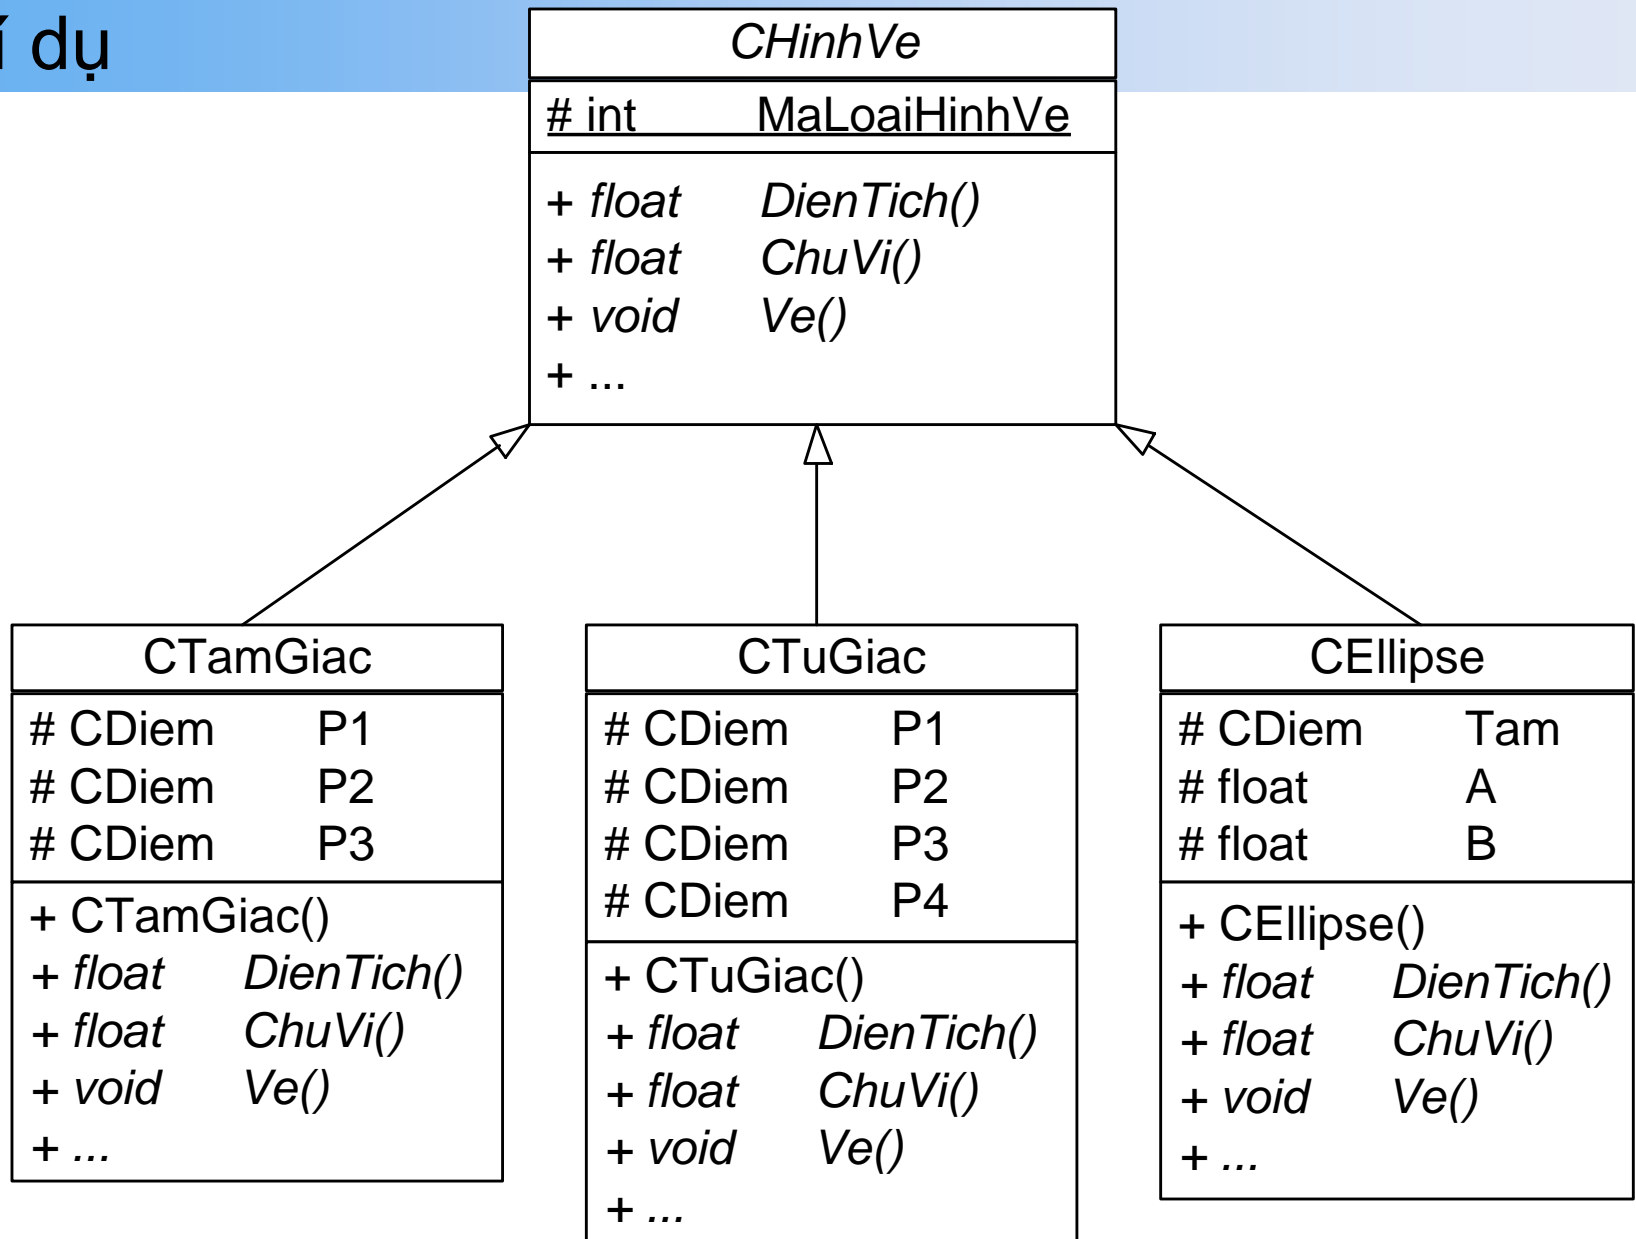 í dụ
CHinhVe
# int MaLoaiHinhVe
+ float DienTich()
+ float ChuVi()
+ void Ve()
+ ...
CTamGiac
# CDiem P1
# CDiem P2
# CDiem P3
+ CTamGiac()
+ float DienTich()
+ float ChuVi()
+ void Ve()
+ ...
CTuGiac
# CDiem P1
# CDiem P2
# CDiem P3
# CDiem P4
+ CTuGiac()
+ float DienTich()
+ float ChuVi()
+ void Ve()
+ ...
CEllipse
# CDiem Tam
# float A
# float B
+ CEllipse()
+ float DienTich()
+ float ChuVi()
+ void Ve()
+ ...